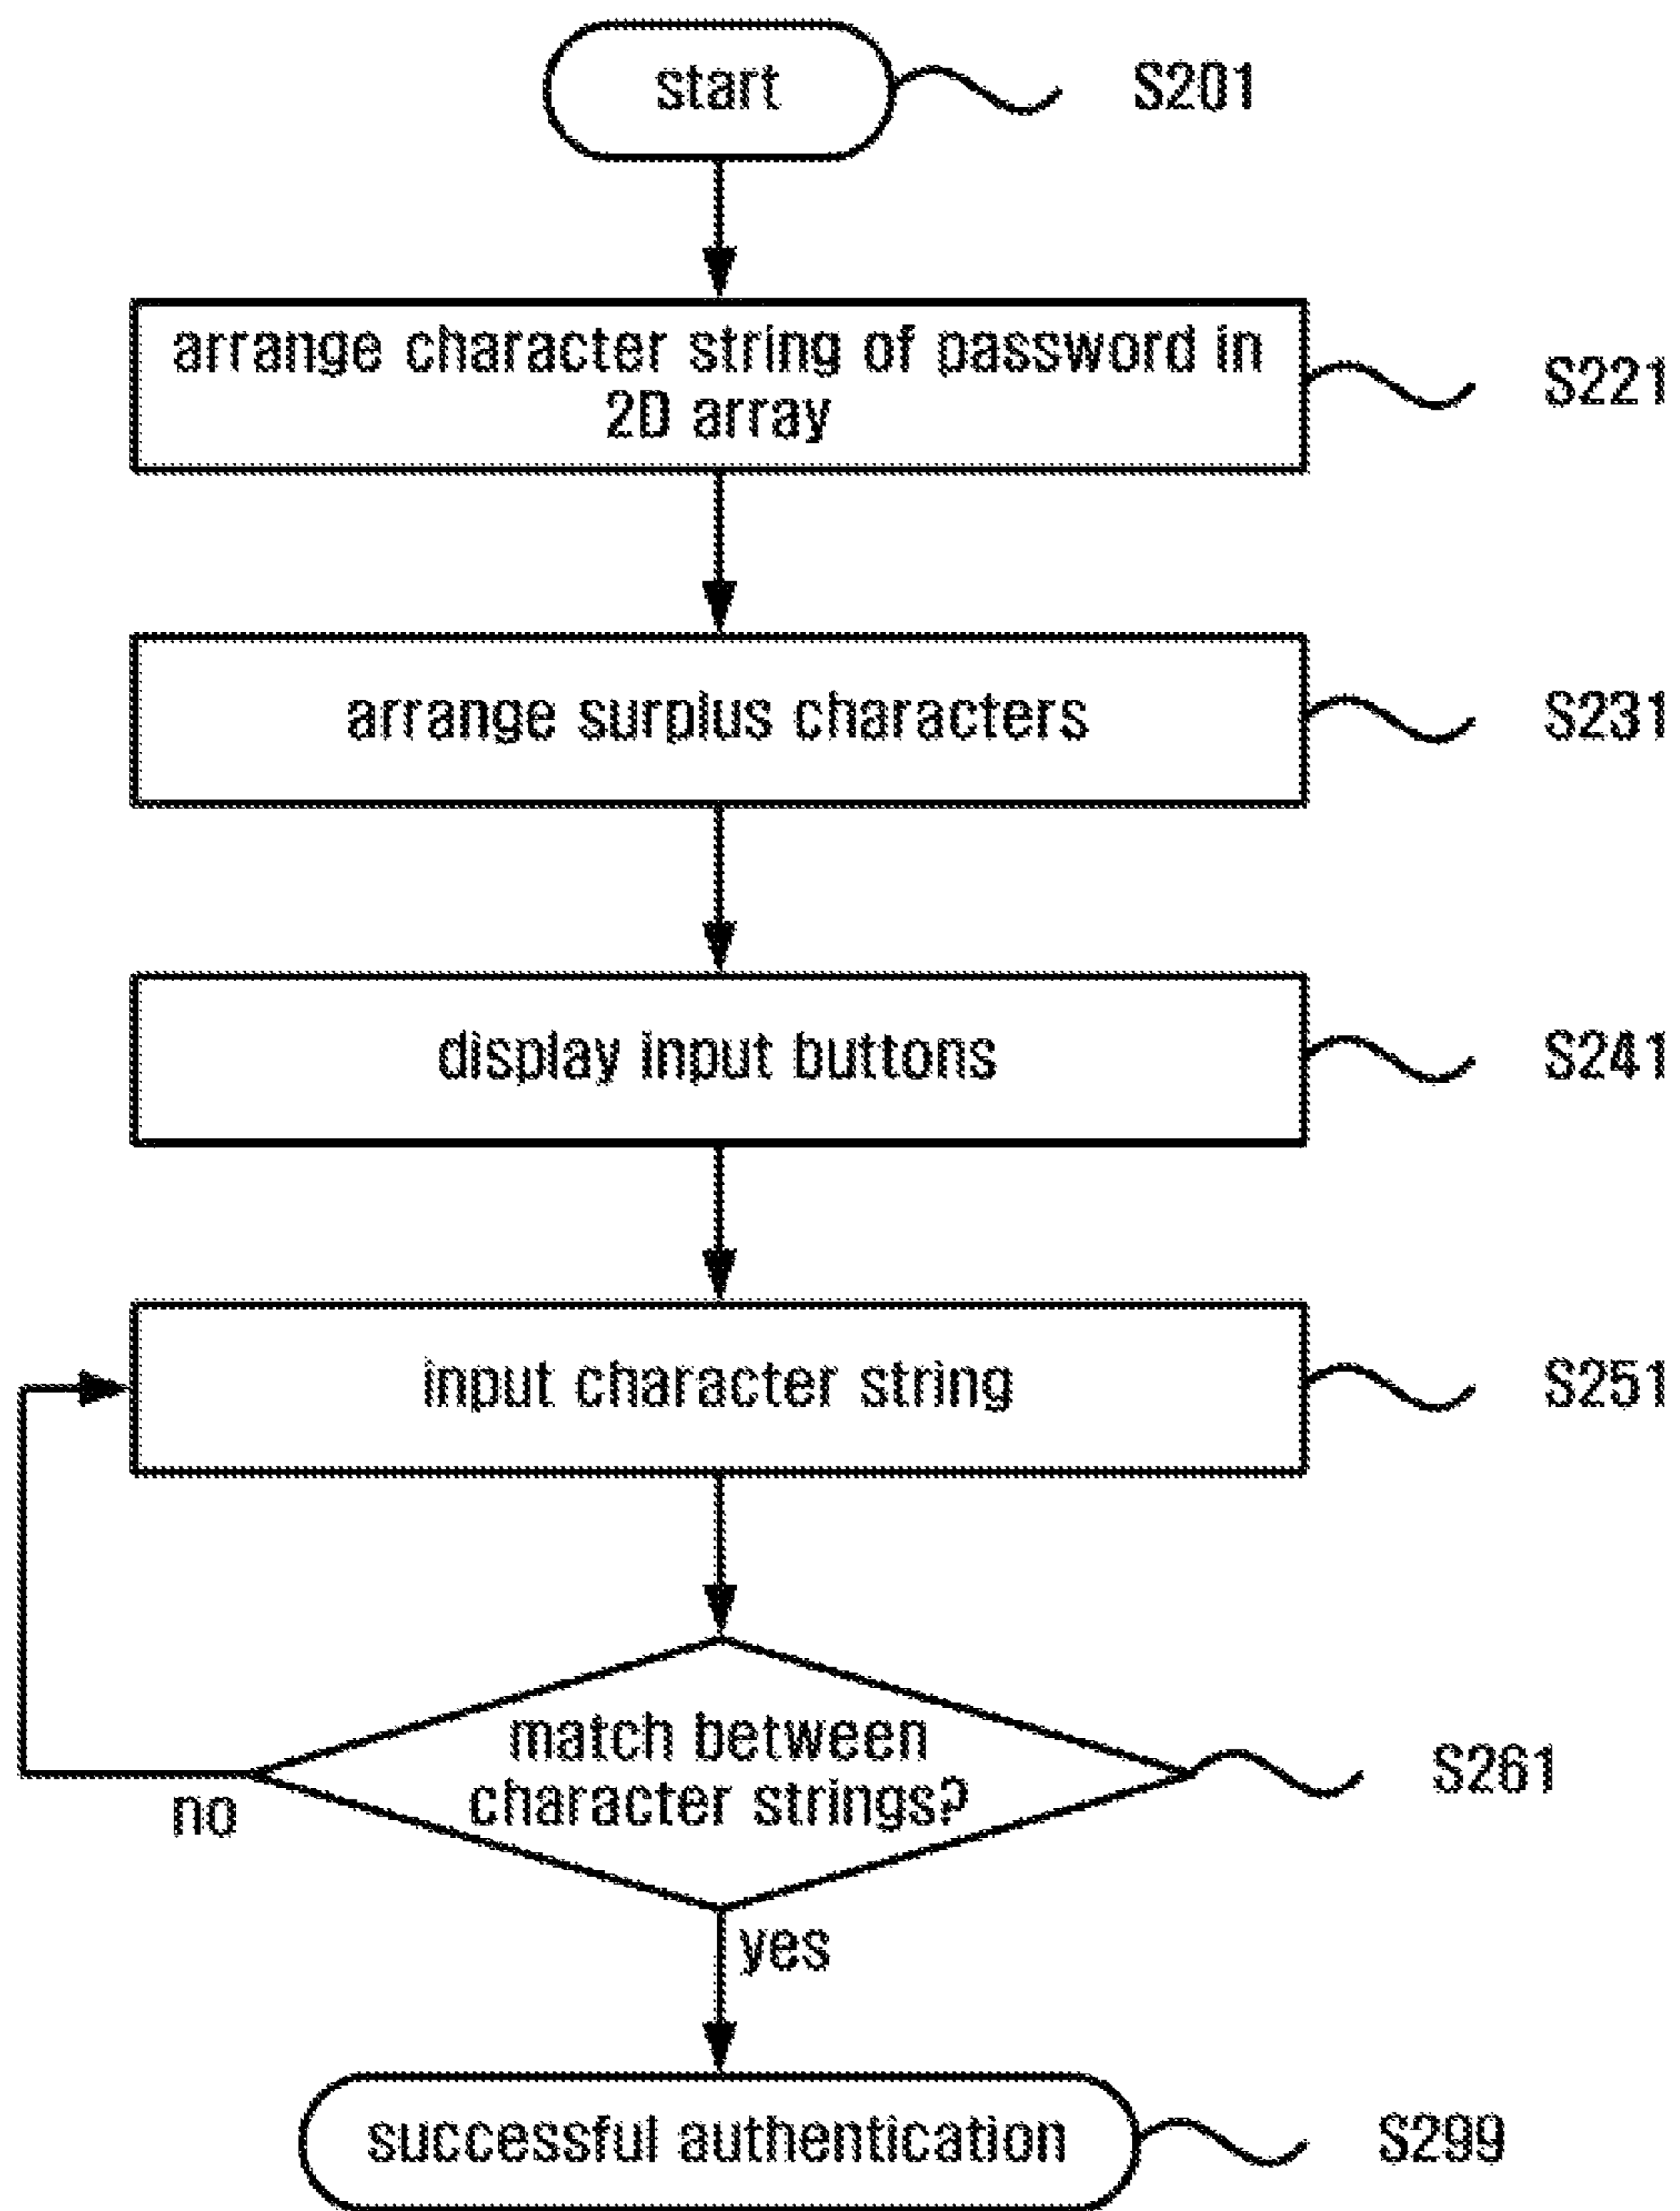 start
S201
arrange character string of password in
2D array
S221
arrange surplus characters
S231
display input buttons
S241
input character string
S251
match between
character strings?
S261
no
yes
successful authentication
S299